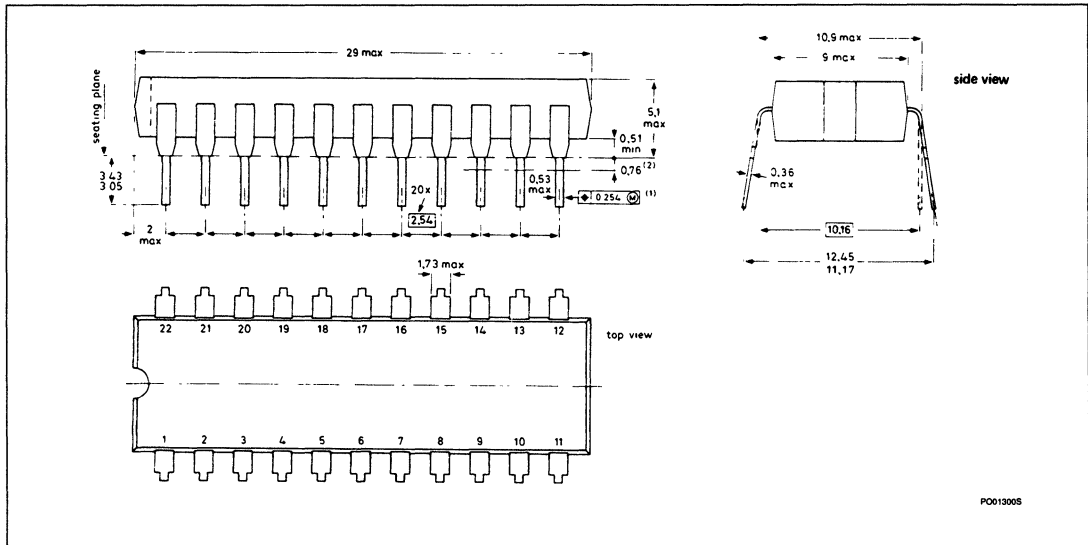 29 max
10,9 max
9 max
side view
seating plane
5,1
max
0,51
min
0,76 (2)
3,43
3,05
0,53
max
0.254 M (1)
20x
2,54
2
max
0,36
max
10,16
12,45
11,17
1,73 max
22 21 20 19 18 17 16 15 14 13 12
top view
1 2 3 4 5 6 7 8 9 10 11
PO01300S